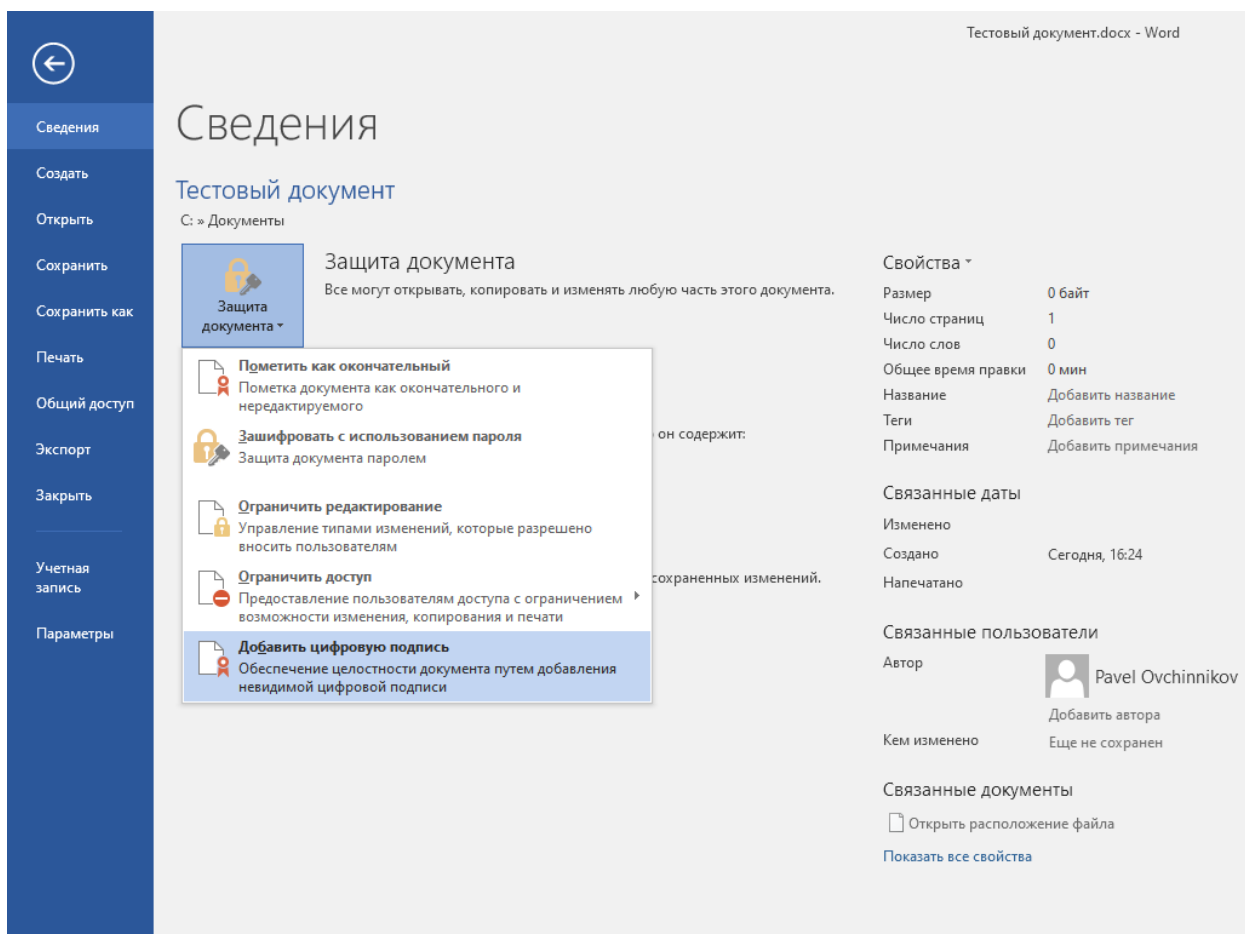 Тестовый документ.docx - Word
Сведения
Создать
Открыть
Сохранить
Сохранить как
Печать
Общий доступ
Экспорт
Закрыть
Учетная
запись
Параметры
Сведения
Тестовый документ
C: » Документы
Защита
документа
Защита документа
Все могут открывать, копировать и изменять любую часть этого документа.
Пометить как окончательный
Пометка документа как окончательного и
нередактируемого
Зашифровать с использованием пароля
Защита документа паролем
Ограничить редактирование
Управление типами изменений, которые разрешено
вносить пользователям
Ограничить доступ
Предоставление пользователям доступа с ограничением
возможности изменения, копирования и печати
Добавить цифровую подпись
Обеспечение целостности документа путем добавления
невидимой цифровой подписи
он содержит:
сохраненных изменений.
Свойства
Размер 0 байт
Число страниц 1
Число слов 0
Общее время правки 0 мин
Название Добавить название
Теги Добавить тег
Примечания Добавить примечания
Связанные даты
Изменено
Создано Сегодня, 16:24
Напечатано
Связанные пользователи
Автор
Pavel Ovchinnikov
Добавить автора
Кем изменено Еще не сохранен
Связанные документы
Открыть расположение файла
Показать все свойства